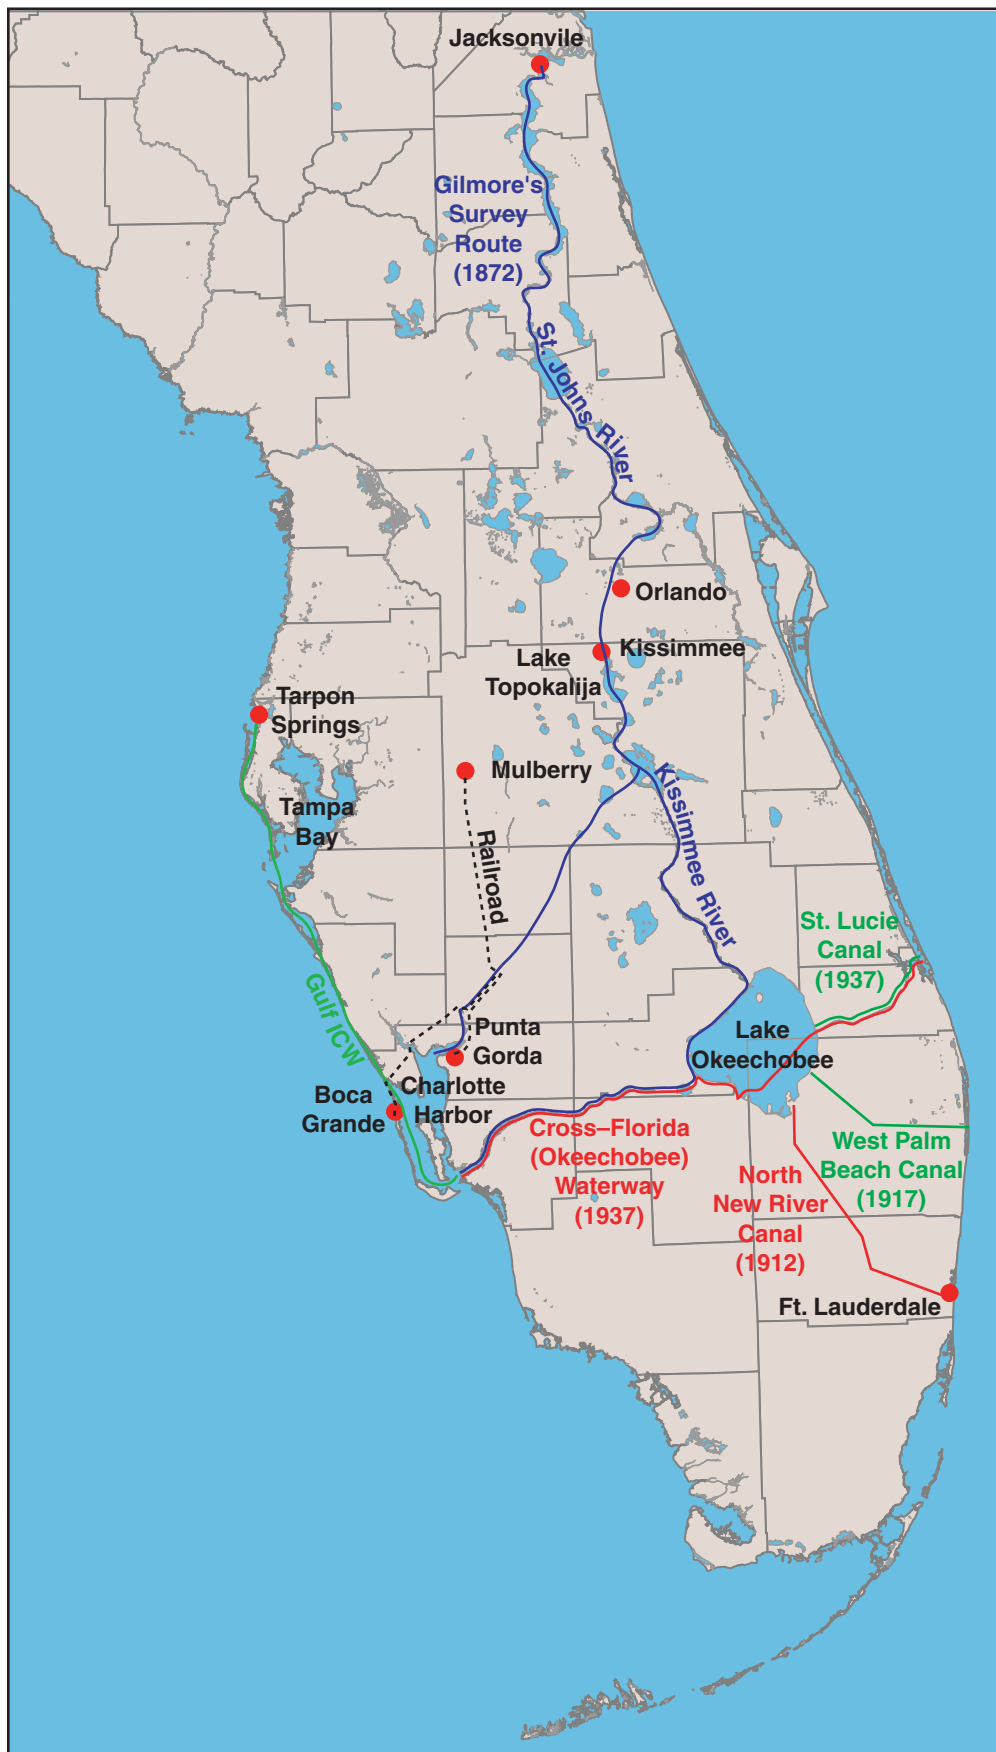 Jacksonvile
Gilmore's
Survey
Route
(1872)
St. Johns River
Orlando
Kissimmee
Lake
Topokalija
Tarpon
Springs
Mulberry
Tampa
Bay
Railroad
Kissimmee River
St. Lucie
Canal
(1937)
Gulf ICW
Punta
Gorda
Lake
Okeechobee
Boca
Grande
Charlotte
Harbor
Cross–Florida
(Okeechobee)
Waterway
(1937)
West Palm
Beach Canal
(1917)
North
New River
Canal
(1912)
Ft. Lauderdale